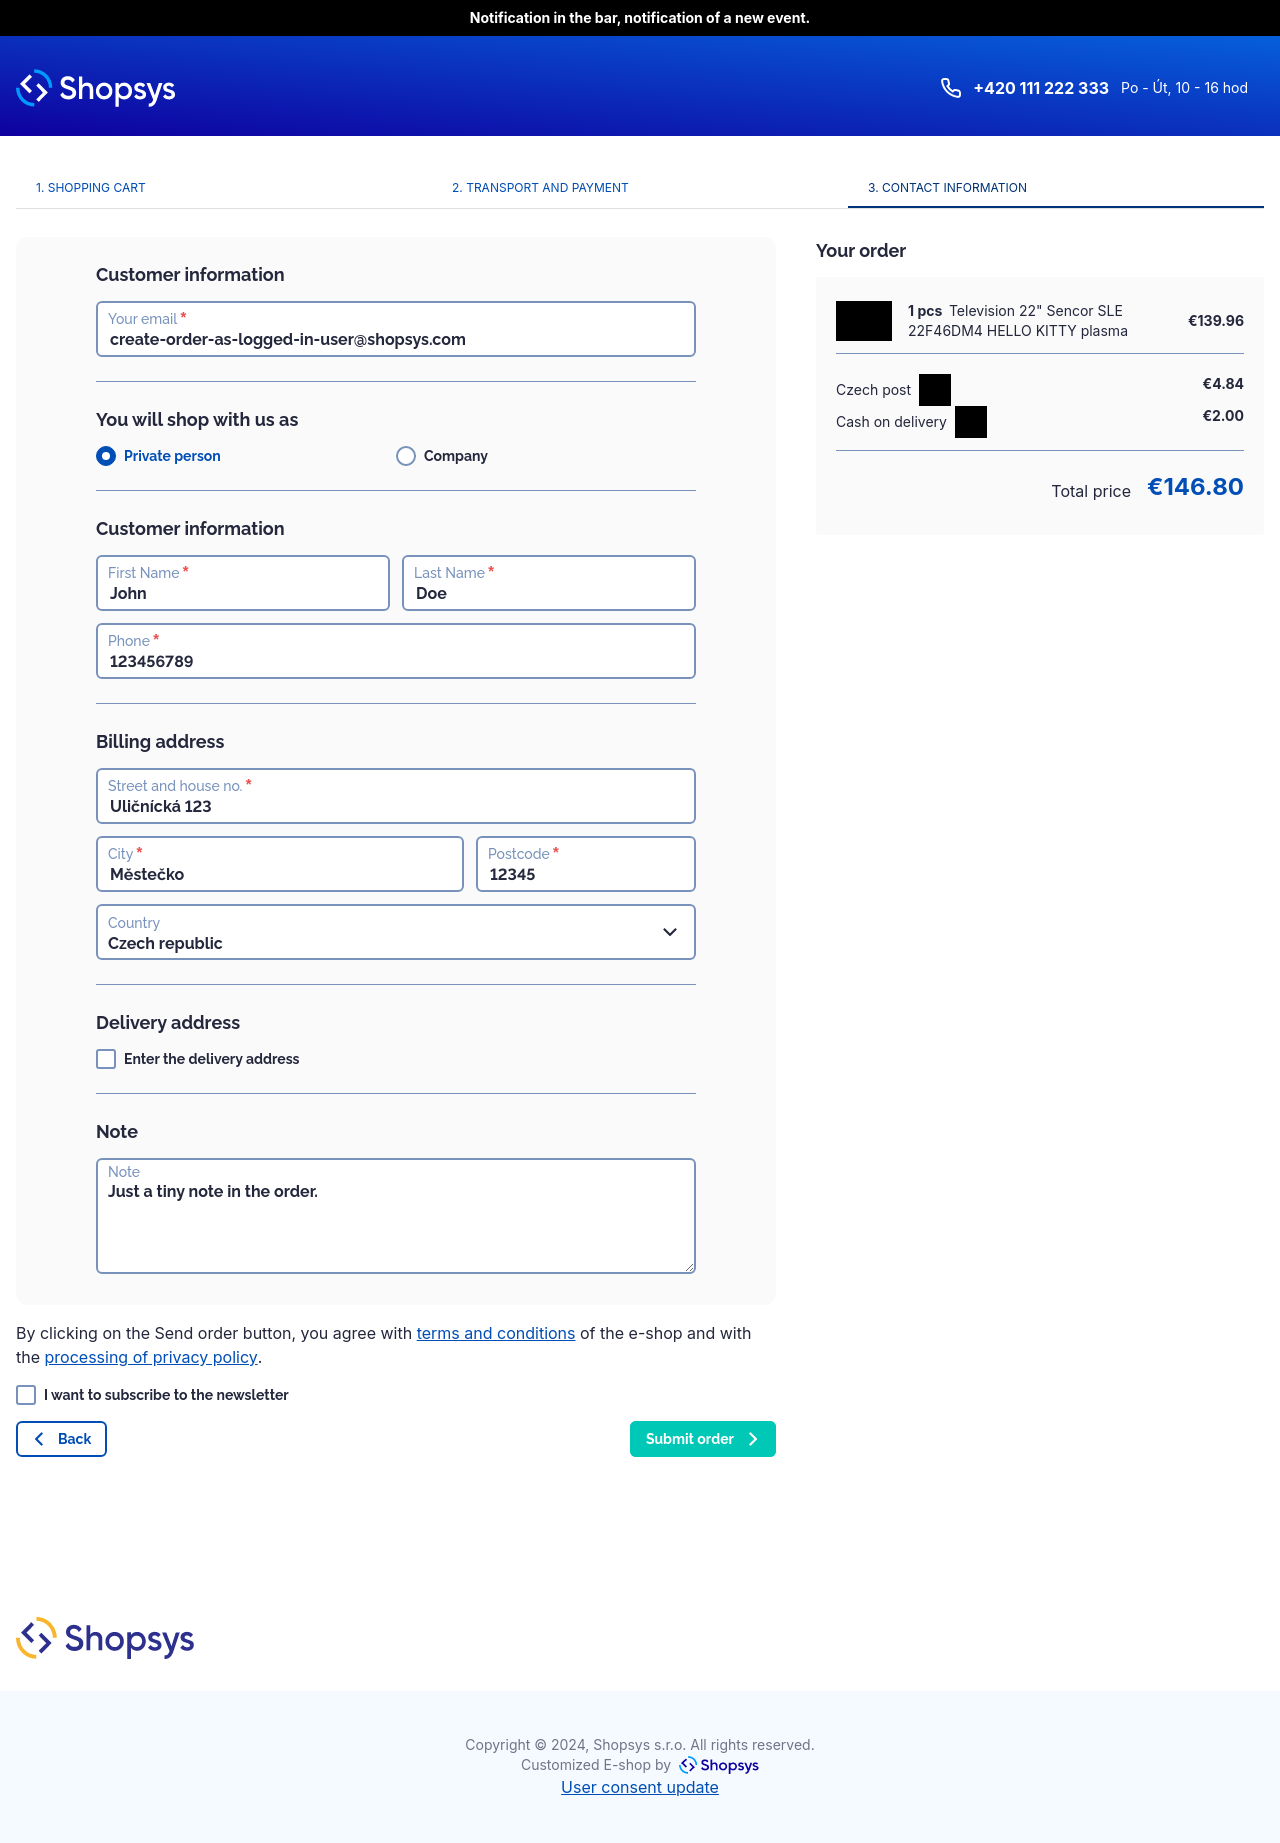 Notification in the bar, notification of a new event.
Shopsys
+420 111 222 333 Po - Út, 10 - 16 hod
1. SHOPPING CART
2. TRANSPORT AND PAYMENT
3. CONTACT INFORMATION
Customer information
Your email *
create-order-as-logged-in-user@shopsys.com
You will shop with us as
Private person
Company
Customer information
First Name *
John
Last Name *
Doe
Phone *
123456789
Billing address
Street and house no. *
Uličnícká 123
City *
Městečko
Postcode *
12345
Country
Czech republic
Delivery address
Enter the delivery address
Note
Note
Just a tiny note in the order.
By clicking on the Send order button, you agree with terms and conditions of the e-shop and with
the processing of privacy policy.
I want to subscribe to the newsletter
Back
Submit order
Your order
1 pcs Television 22" Sencor SLE
22F46DM4 HELLO KITTY plasma
€139.96
Czech post
€4.84
Cash on delivery
€2.00
Total price €146.80
Shopsys
Copyright © 2024, Shopsys s.r.o. All rights reserved.
Customized E-shop by Shopsys
User consent update